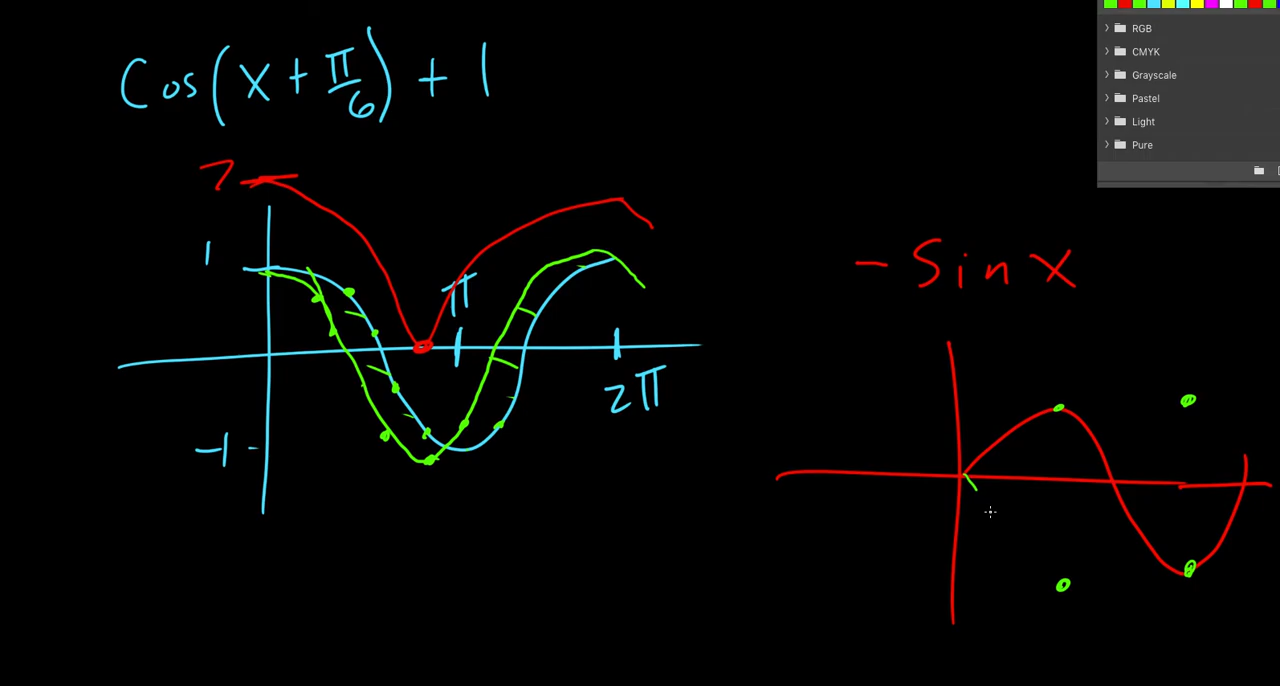 Cos(x + π/6) + 1
2
1
π
2π
-1
- Sin x
RGB
CMYK
Grayscale
Pastel
Light
Pure